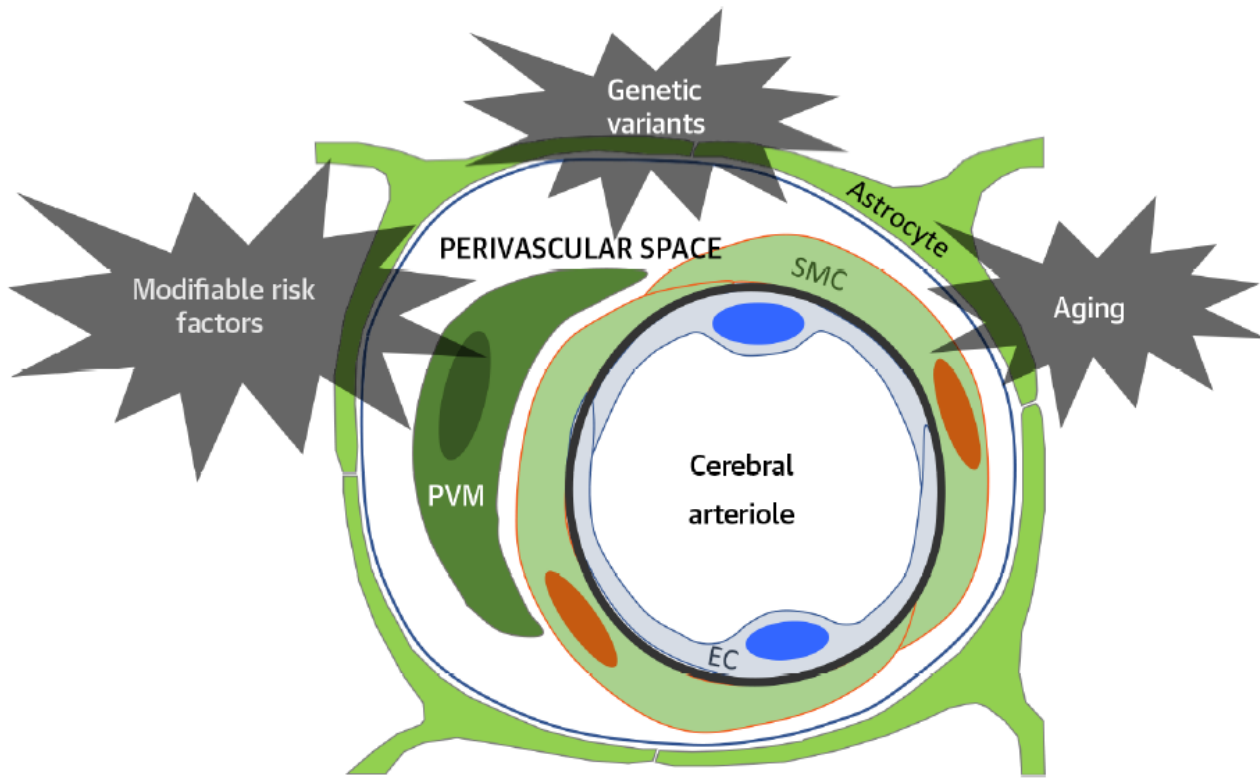 Genetic
variants
Astrocyte
PERIVASCULAR SPACE
SMC
Modifiable risk
factors
Aging
Cerebral
arteriole
PVM
EC